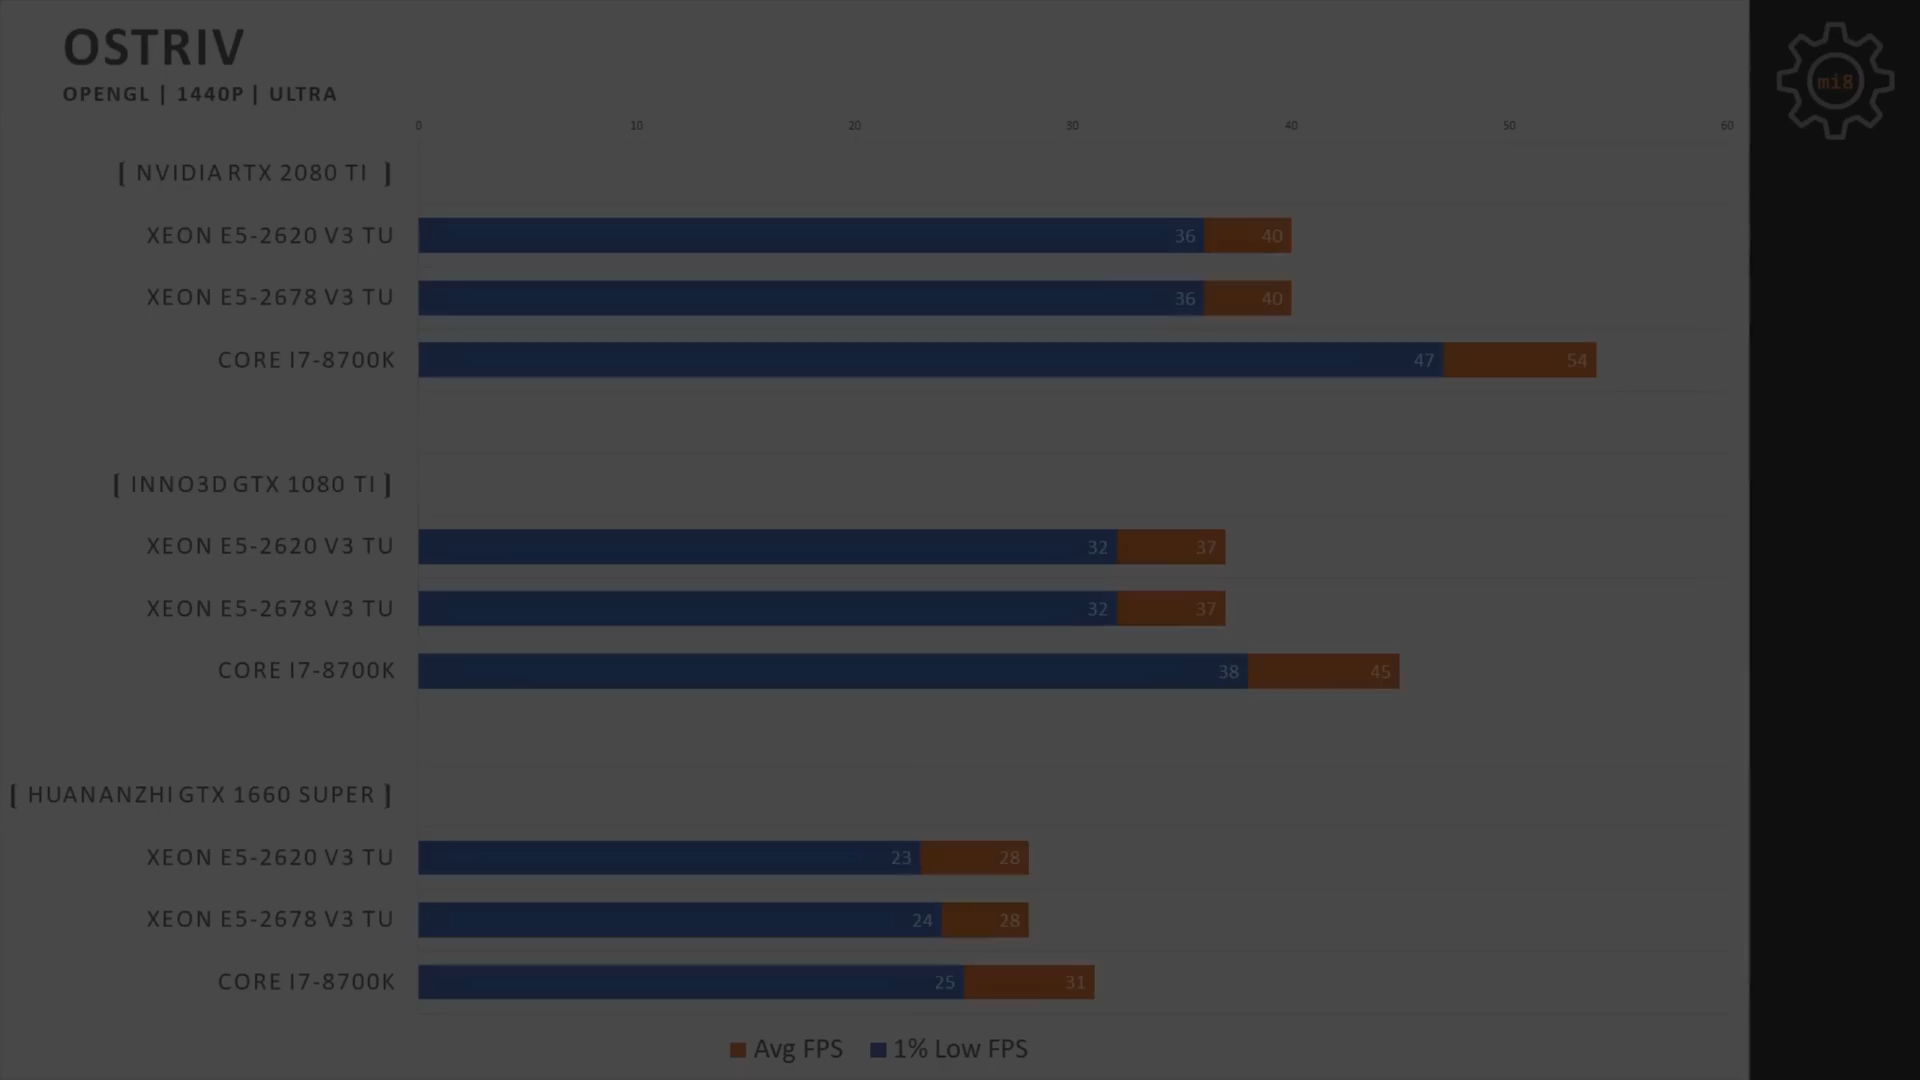 OSTRIV
OPENGL | 1440P | ULTRA
mi8
0 10 20 30 40 50 60
[ NVIDIA RTX 2080 TI ]
XEON E5-2620 V3 TU 36 40
XEON E5-2678 V3 TU 36 40
CORE I7-8700K 47 54
[ INNO3D GTX 1080 TI ]
XEON E5-2620 V3 TU 32 37
XEON E5-2678 V3 TU 32 37
CORE I7-8700K 38 45
[ HUANANZHI GTX 1660 SUPER ]
XEON E5-2620 V3 TU 23 28
XEON E5-2678 V3 TU 24 28
CORE I7-8700K 25 31
Avg FPS 1% Low FPS